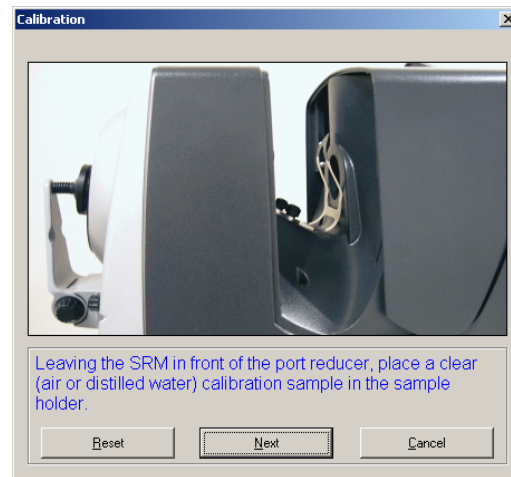 Calibration
Leaving the SRM in front of the port reducer, place a clear
(air or distilled water) calibration sample in the sample
holder.
Reset Next Cancel